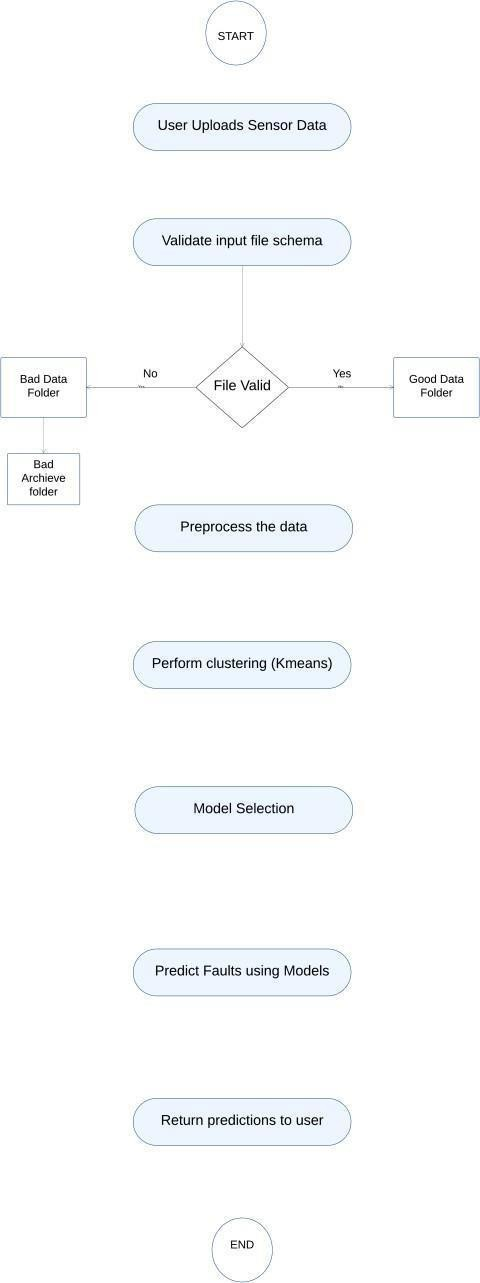 START
User Uploads Sensor Data
Validate input file schema
No
Yes
Bad Data
Folder
File Valid
Good Data
Folder
Bad
Archieve
folder
Preprocess the data
Perform clustering (Kmeans)
Model Selection
Predict Faults using Models
Return predictions to user
END